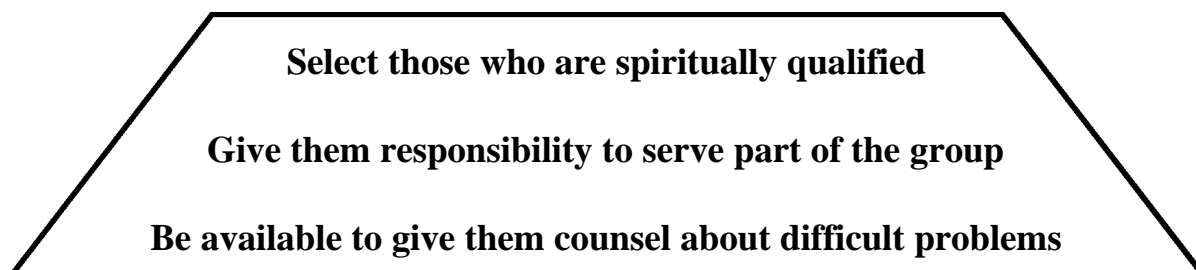 Select those who are spiritually qualified
Give them responsibility to serve part of the group
Be available to give them counsel about difficult problems